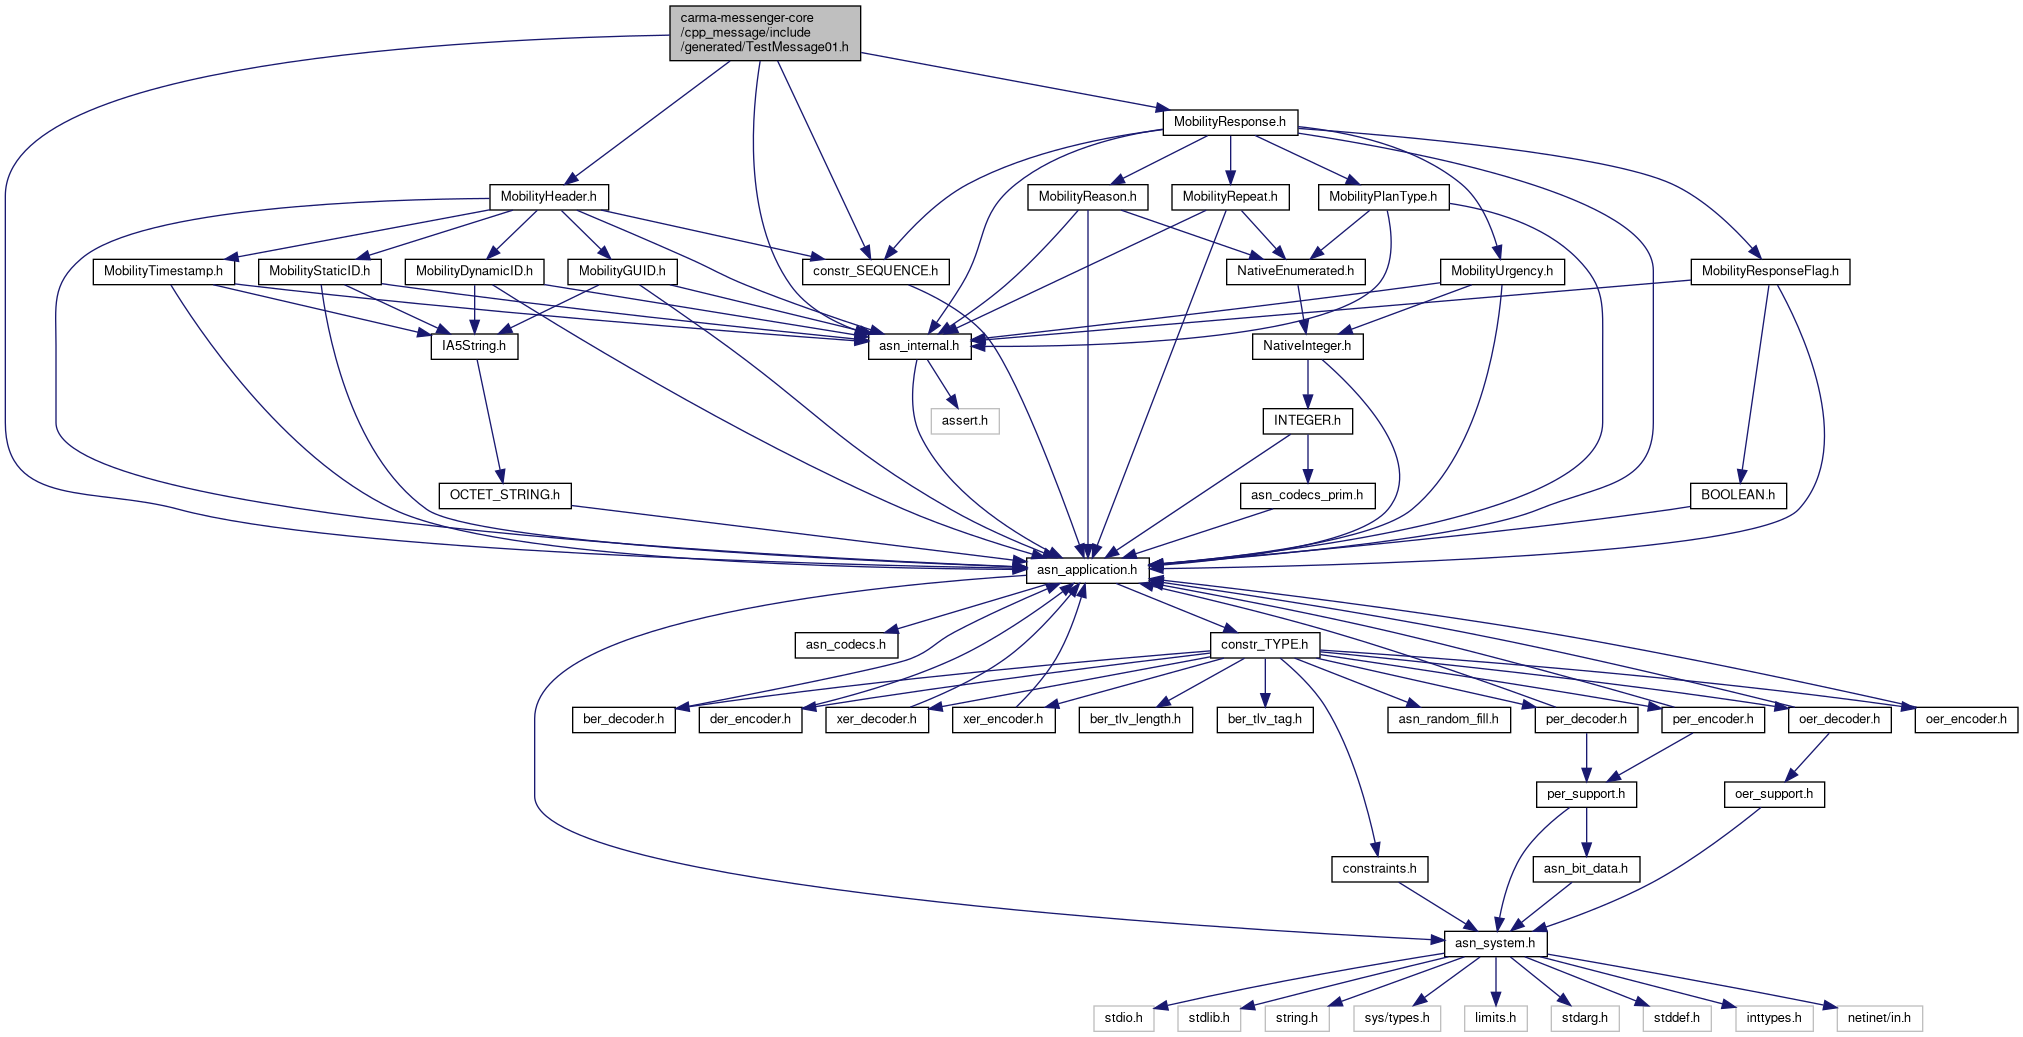 carma-messenger-core
/cpp_message/include
/generated/TestMessage01.h
MobilityResponse.h
MobilityHeader.h
MobilityReason.h
MobilityRepeat.h
MobilityPlanType.h
MobilityTimestamp.h
MobilityStaticID.h
MobilityDynamicID.h
MobilityGUID.h
constr_SEQUENCE.h
NativeEnumerated.h
MobilityUrgency.h
MobilityResponseFlag.h
IA5String.h
asn_internal.h
NativeInteger.h
assert.h
INTEGER.h
OCTET_STRING.h
asn_codecs_prim.h
BOOLEAN.h
asn_application.h
asn_codecs.h
constr_TYPE.h
ber_decoder.h
der_encoder.h
xer_decoder.h
xer_encoder.h
ber_tlv_length.h
ber_tlv_tag.h
asn_random_fill.h
per_decoder.h
per_encoder.h
oer_decoder.h
oer_encoder.h
per_support.h
oer_support.h
constraints.h
asn_bit_data.h
asn_system.h
stdio.h
stdlib.h
string.h
sys/types.h
limits.h
stdarg.h
stddef.h
inttypes.h
netinet/in.h